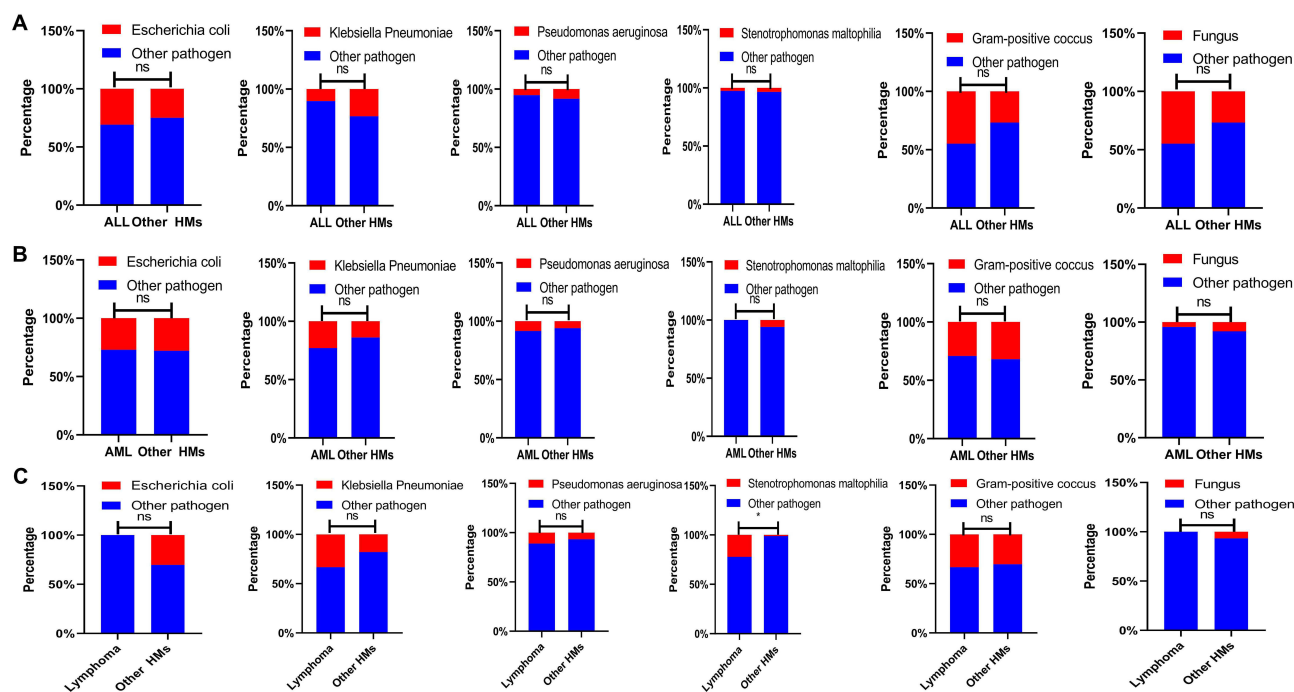 A
Percentage
150%
100%
50%
0%
Escherichia coli
Other pathogen
ns
ALL Other HMs
Percentage
150%
100%
50%
0%
Klebsiella Pneumoniae
Other pathogen
ns
ALL Other HMs
Percentage
150%
100%
50%
0%
Pseudomonas aeruginosa
Other pathogen
ns
ALL Other HMs
Percentage
150%
100%
50%
0%
Stenotrophomonas maltophilia
Other pathogen
ns
ALL Other HMs
Percentage
150%
100%
50%
0%
Gram-positive coccus
Other pathogen
ns
ALL Other HMs
Percentage
150%
100%
50%
0%
Fungus
Other pathogen
ns
ALL Other HMs
B
Percentage
150%
100%
50%
0%
Escherichia coli
Other pathogen
ns
AML Other HMs
Percentage
150%
100%
50%
0%
Klebsiella Pneumoniae
Other pathogen
ns
AML Other HMs
Percentage
150%
100%
50%
0%
Pseudomonas aeruginosa
Other pathogen
ns
AML Other HMs
Percentage
150%
100%
50%
0%
Stenotrophomonas maltophilia
Other pathogen
ns
AML Other HMs
Percentage
150%
100%
50%
0%
Gram-positive coccus
Other pathogen
ns
AML Other HMs
Percentage
150%
100%
50%
0%
Fungus
Other pathogen
ns
AML Other HMs
C
Percentage
150%
100%
50%
0%
Escherichia coli
Other pathogen
ns
Lymphoma
Other HMs
Percentage
150%
100%
50%
0%
Klebsiella Pneumoniae
Other pathogen
ns
Lymphoma
Other HMs
Percentage
150%
100%
50%
0%
Pseudomonas aeruginosa
Other pathogen
ns
Lymphoma
Other HMs
Percentage
150%
100%
50%
0%
Stenotrophomonas maltophilia
Other pathogen
*
Lymphoma
Other HMs
Percentage
150%
100%
50%
0%
Gram-positive coccus
Other pathogen
ns
Lymphoma
Other HMs
Percentage
150%
100%
50%
0%
Fungus
Other pathogen
ns
Lymphoma
Other HMs